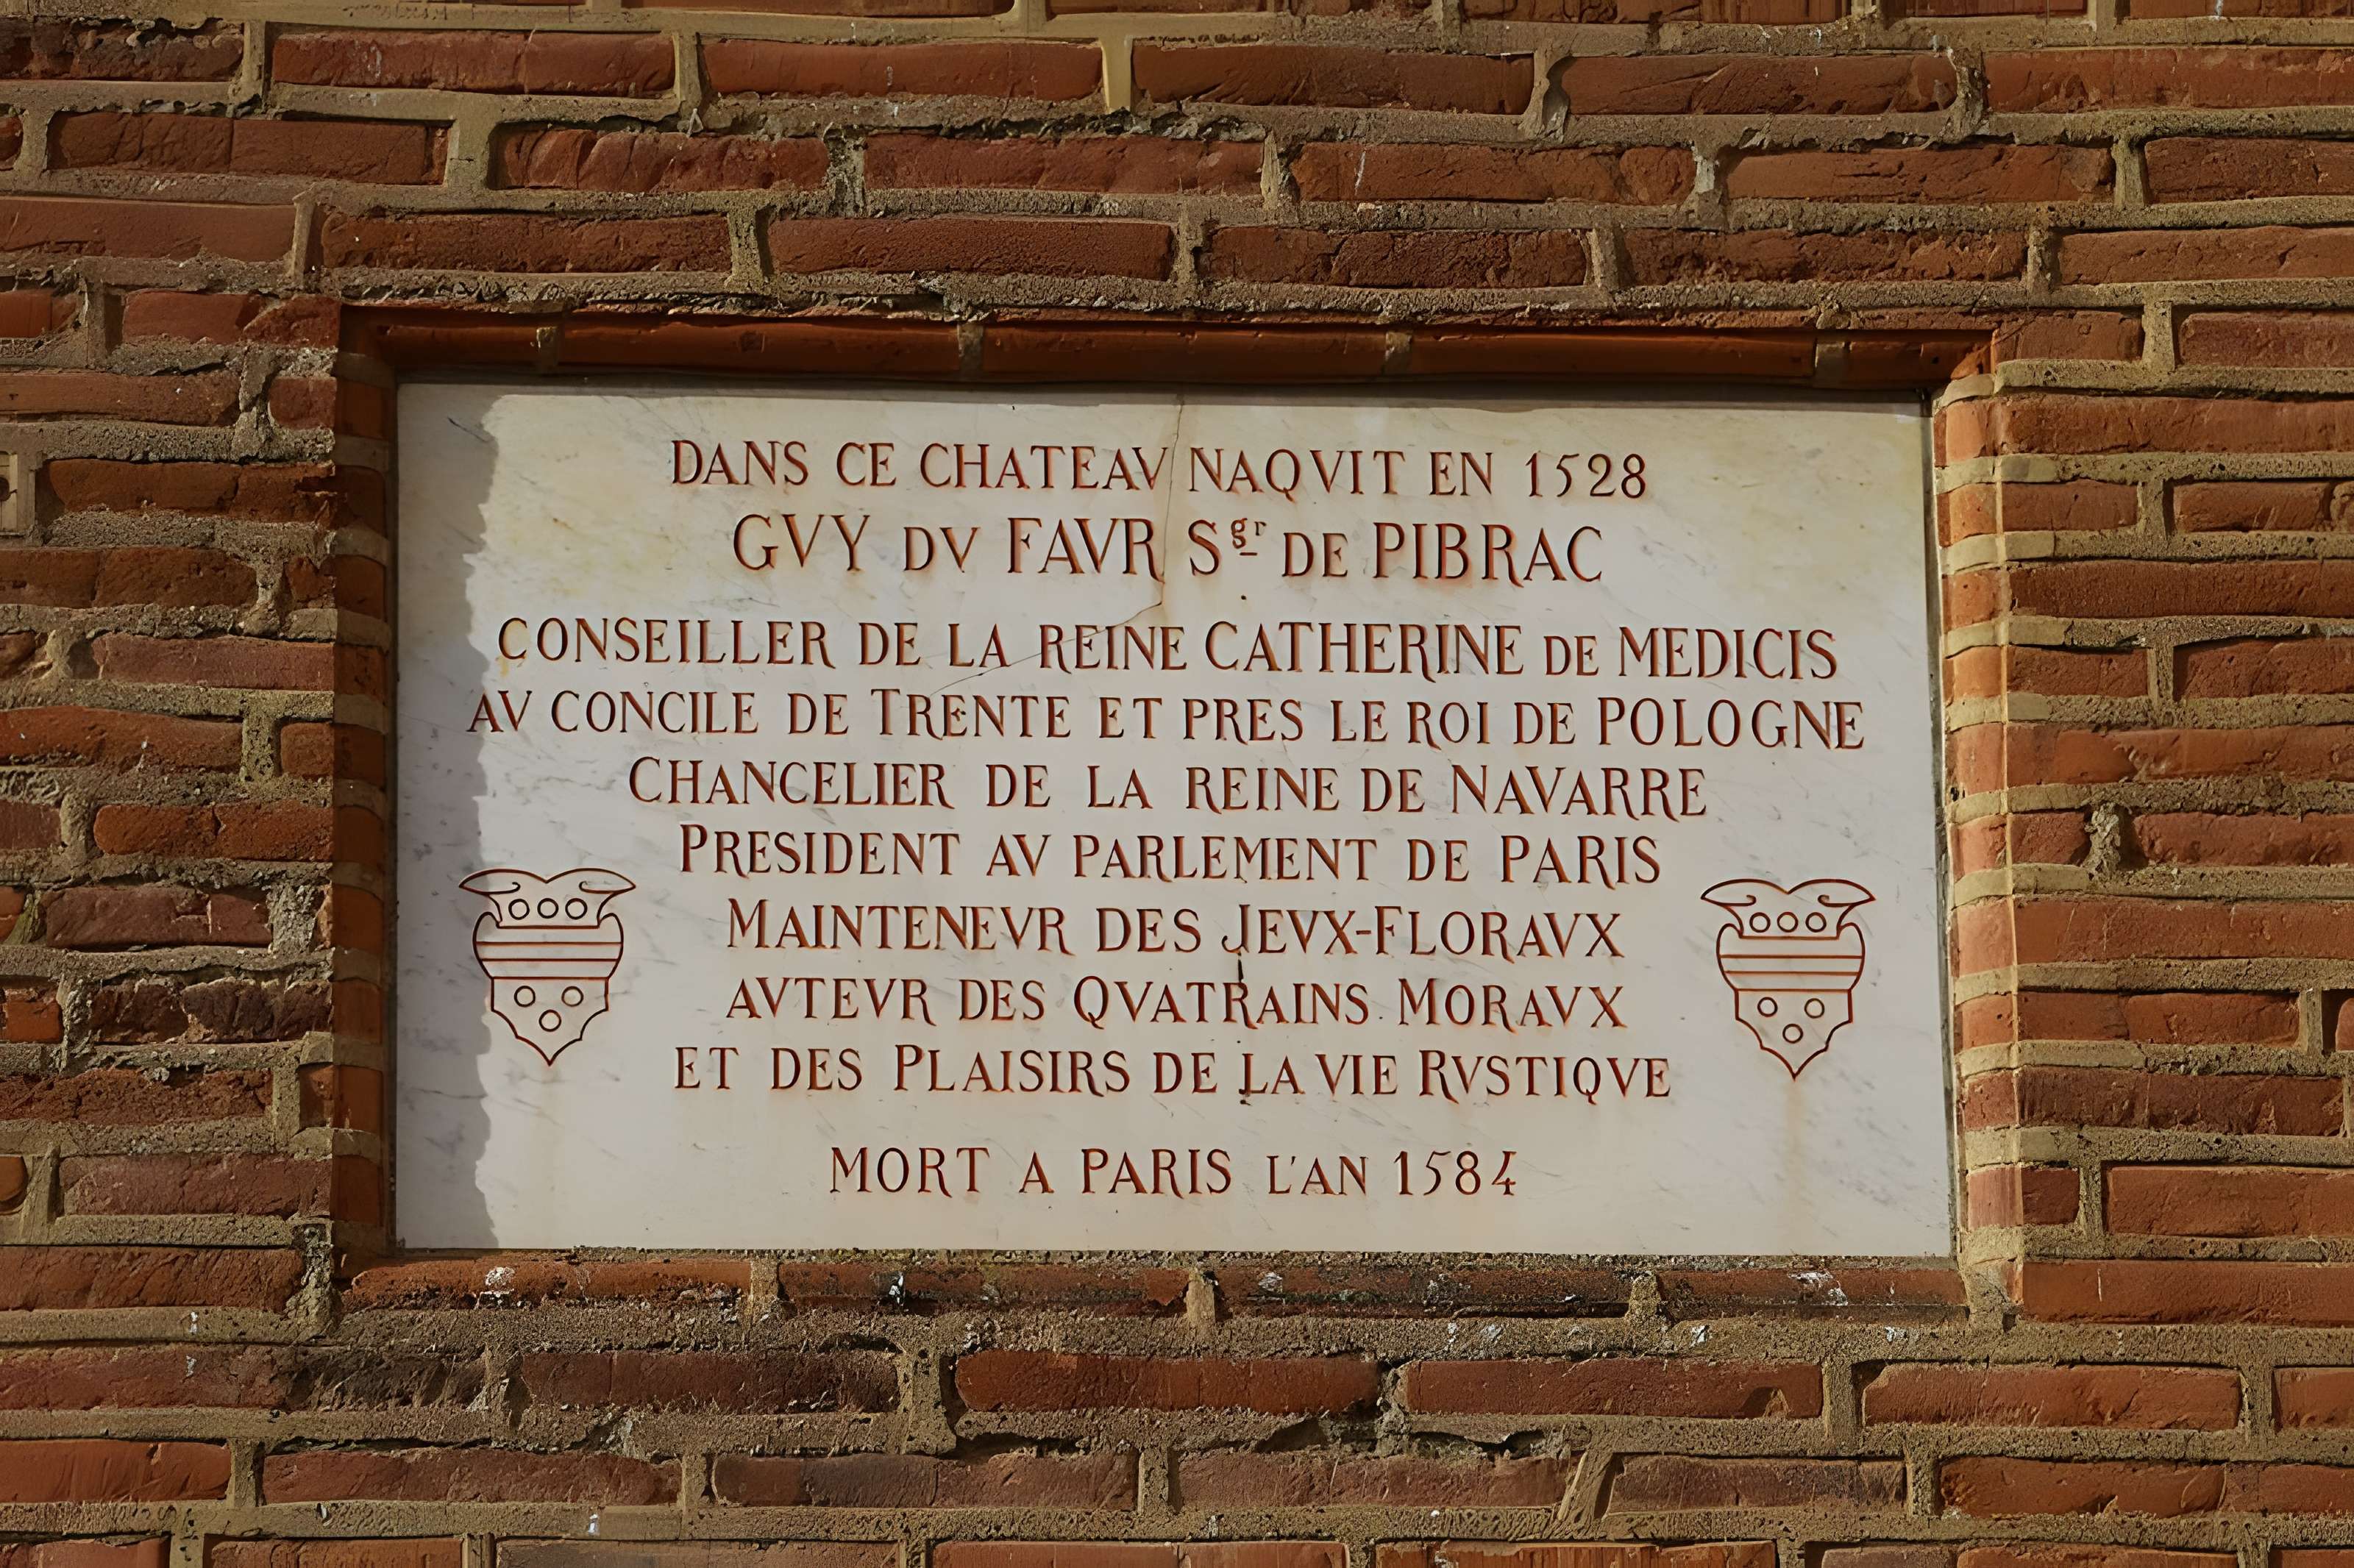 DANS CE CHATEAV NAQVIT EN 1528
GVY DV FAVR Sgr DE PIBRAC
CONSEILLER DE LA REINE CATHERINE DE MEDICIS
AV CONCILE DE TRENTE ET PRES LE ROI DE POLOGNE
CHANCELIER DE LA REINE DE NAVARRE
PRESIDENT AV PARLEMENT DE PARIS
MAINTENEVR DES JEVX-FLORAVX
AVTEVR DES QVATRAINS MORAVX
ET DES PLAISIRS DE LA VIE RVSTIQVE
MORT A PARIS L'AN 1584